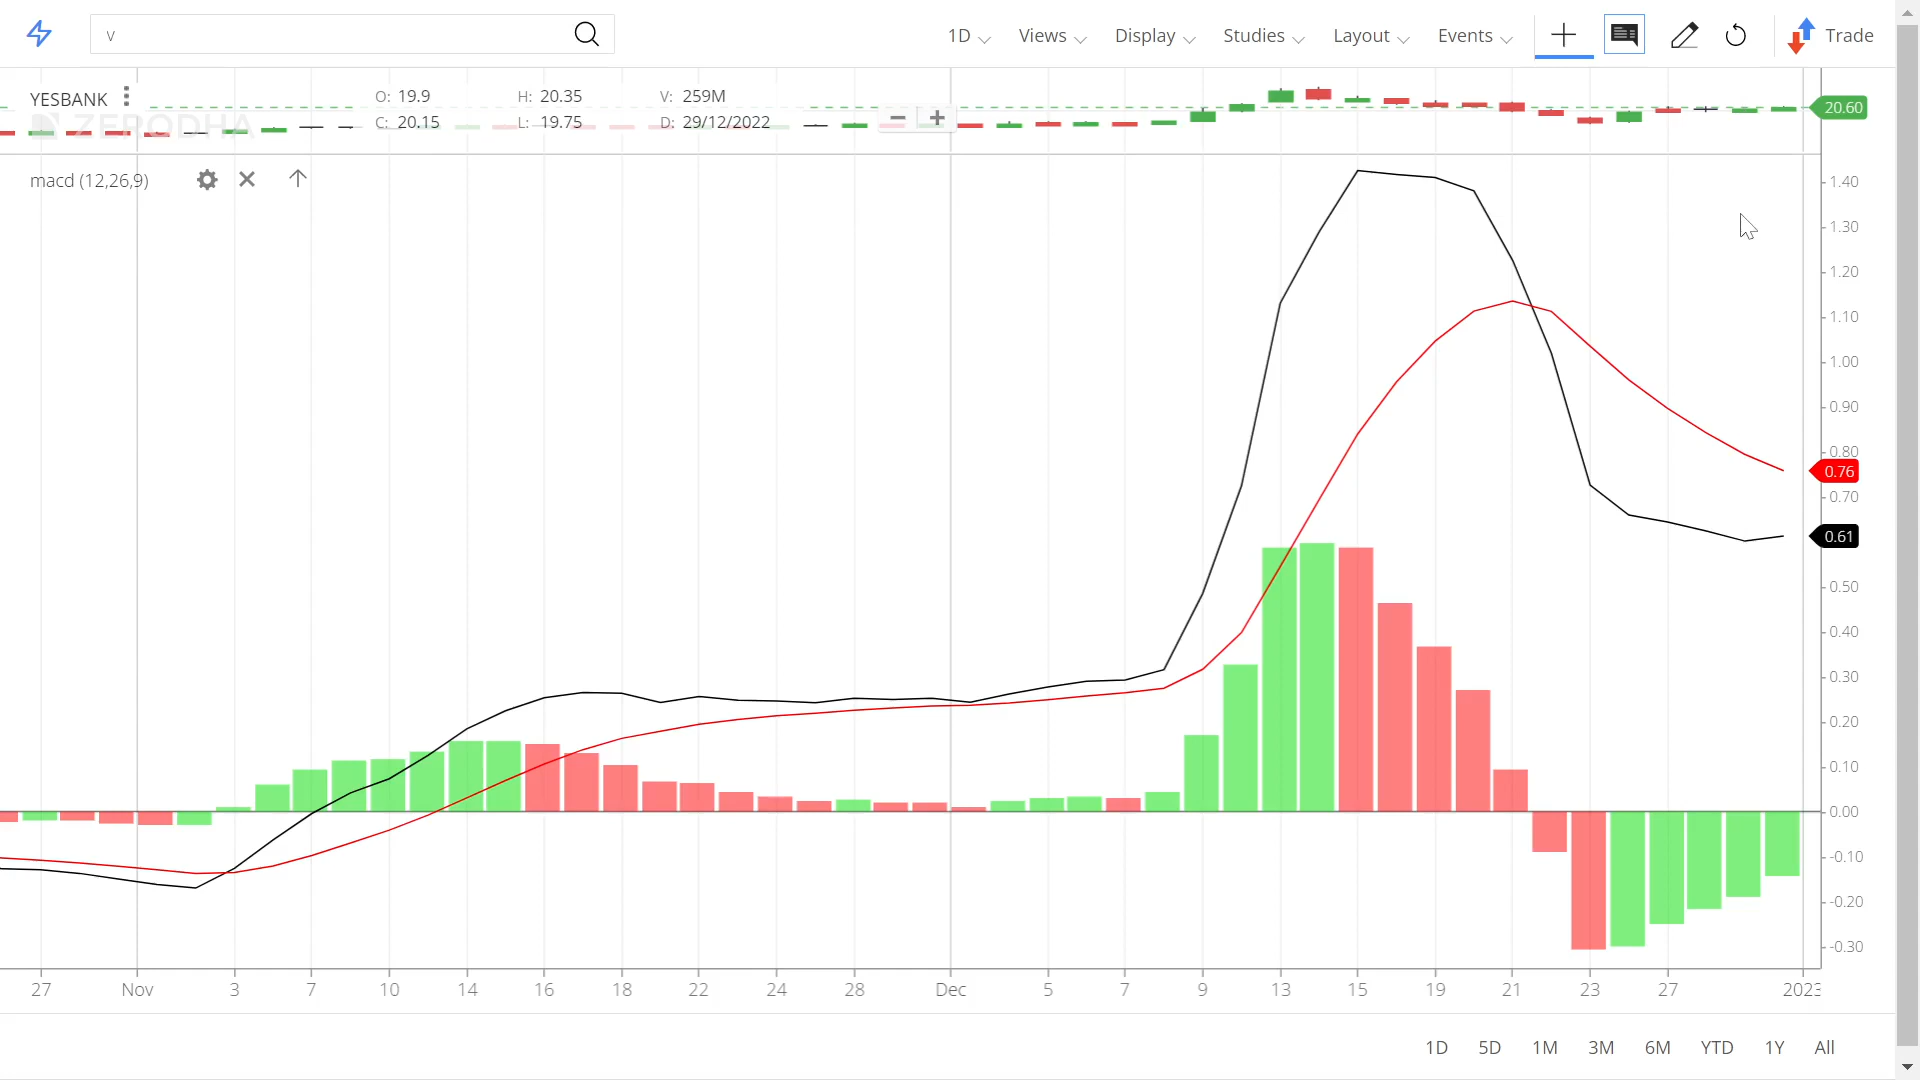 v
1D Views Display Studies Layout Events Trade
YESBANK O: 19.9 H: 20.35 V: 259M
ZERODHA C: 20.15 L: 19.75 D: 29/12/2022
20.60
macd (12,26,9)
1.40
1.30
1.20
1.10
1.00
0.90
0.80
0.76
0.70
0.61
0.50
0.40
0.30
0.20
0.10
0.00
-0.10
-0.20
-0.30
27 Nov 3 7 10 14 16 18 22 24 28 Dec 5 7 9 13 15 19 21 23 27 2023
1D 5D 1M 3M 6M YTD 1Y All